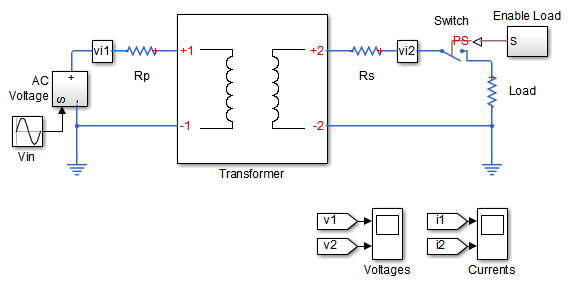 Switch
Enable Load
PS
S
vi1
+1
+2
vi2
AC
Voltage
+
Rp
Rs
Load
S
-
-1
-2
Vin
Transformer
v1
i1
v2
i2
Voltages
Currents